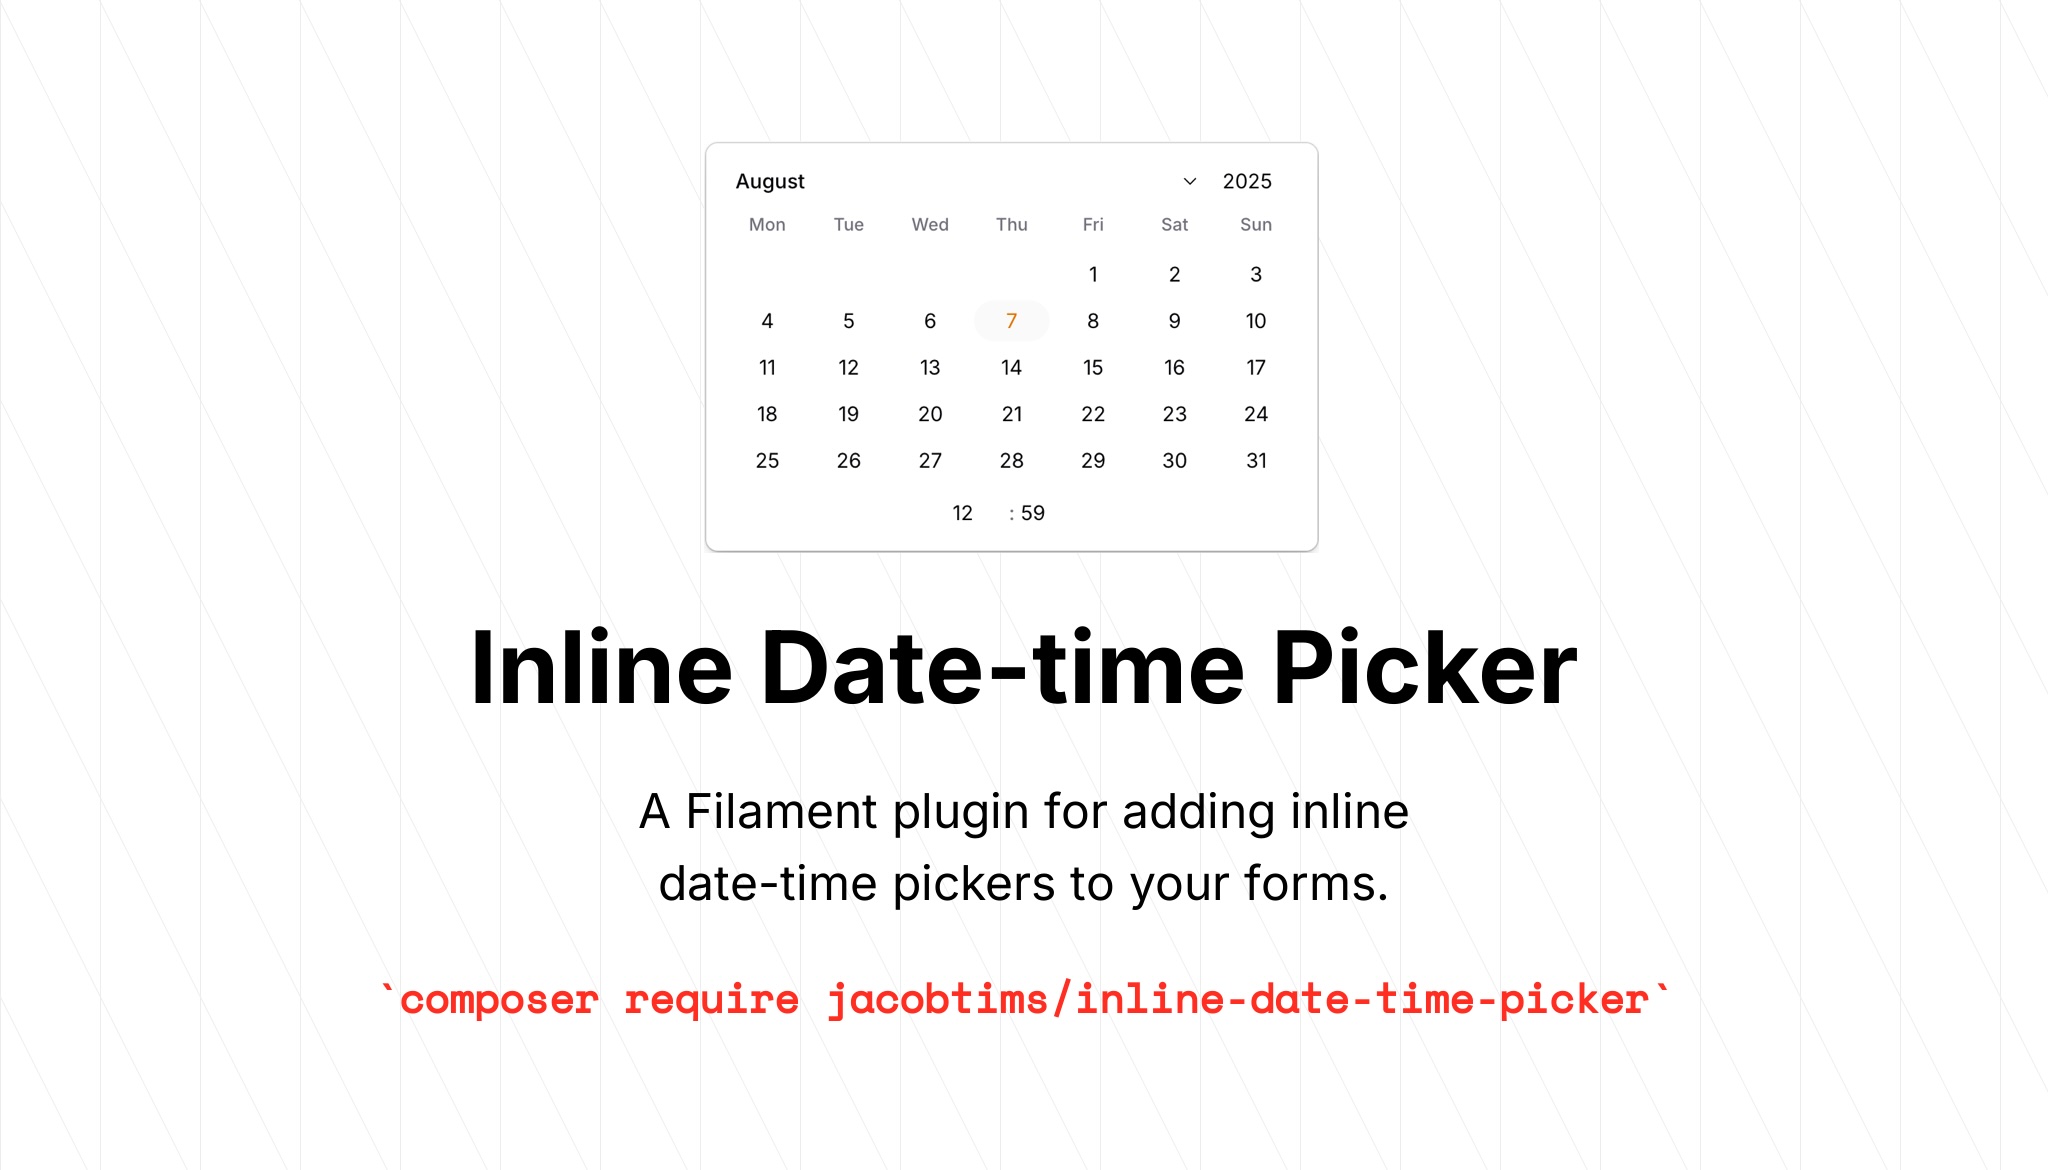 August 2025
Mon Tue Wed Thu Fri Sat Sun
1 2 3
4 5 6 7 8 9 10
11 12 13 14 15 16 17
18 19 20 21 22 23 24
25 26 27 28 29 30 31
12 : 59
Inline Date-time Picker
A Filament plugin for adding inline
date-time pickers to your forms.
`composer require jacobtims/inline-date-time-picker`